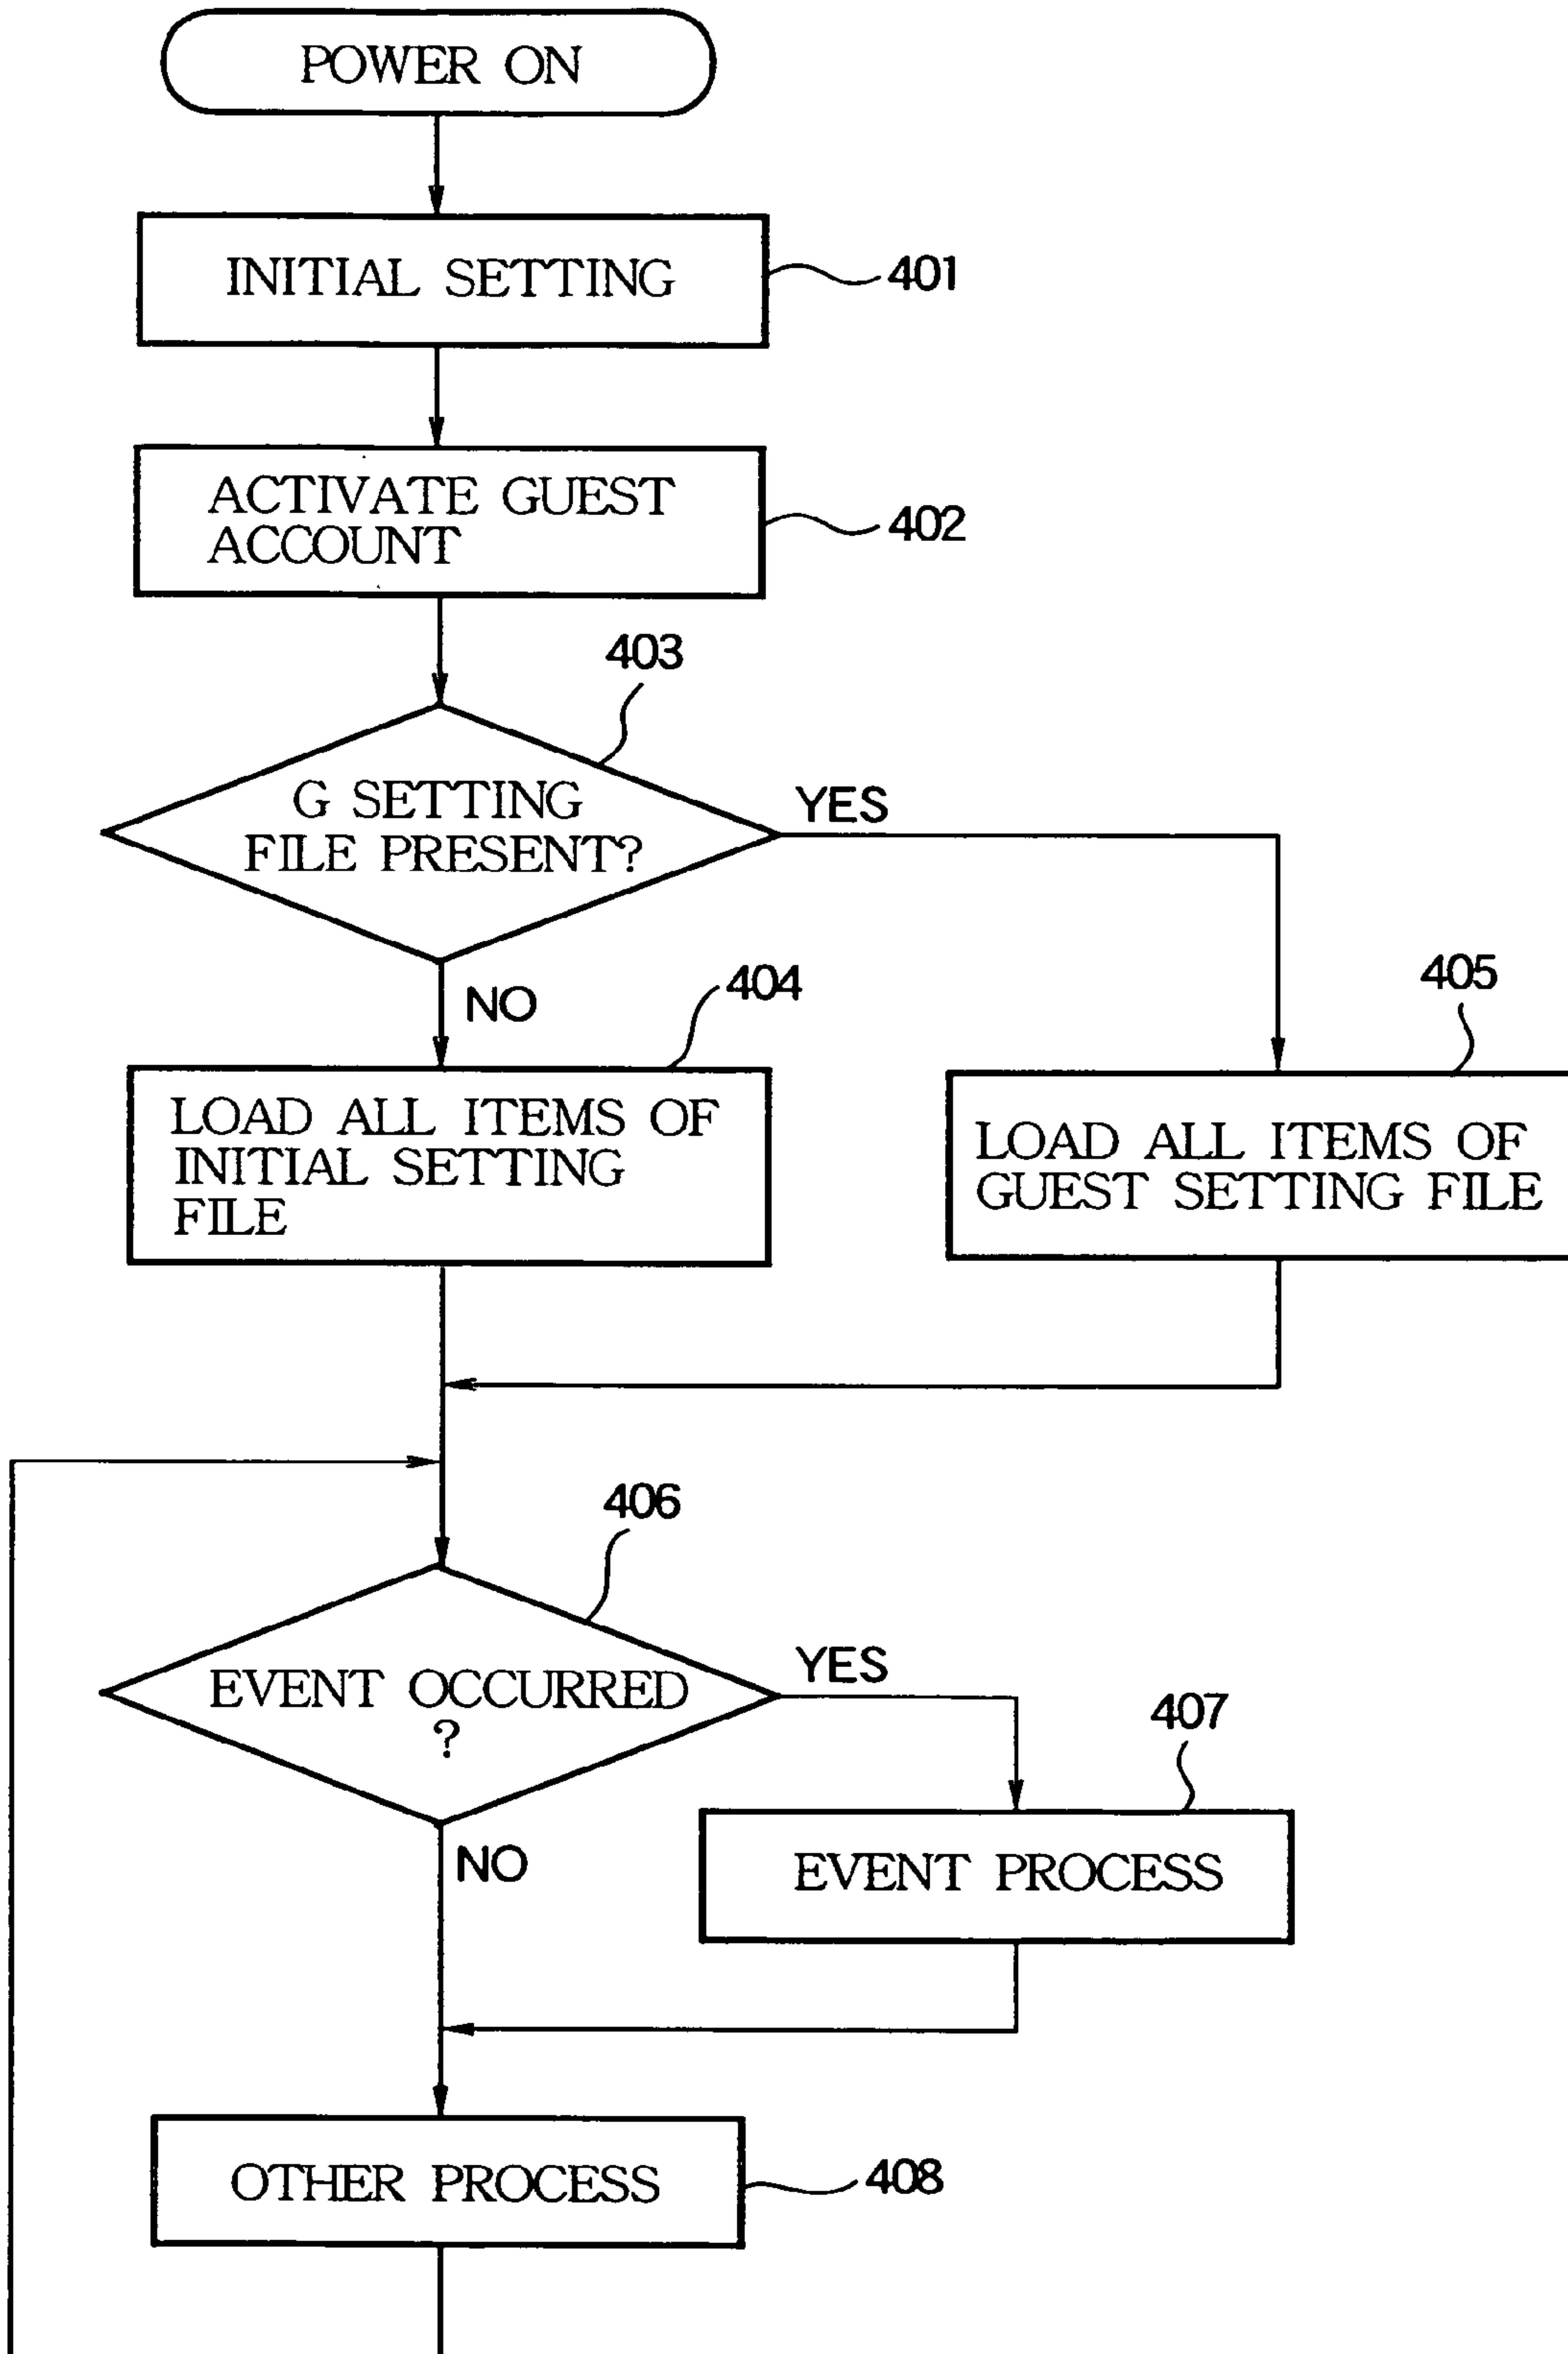 POWER ON
INITIAL SETTING
401
ACTIVATE GUEST
ACCOUNT
402
403
G SETTING
FILE PRESENT?
YES
NO
404
405
LOAD ALL ITEMS OF
INITIAL SETTING
FILE
LOAD ALL ITEMS OF
GUEST SETTING FILE
406
EVENT OCCURRED
?
YES
407
NO
EVENT PROCESS
OTHER PROCESS
408